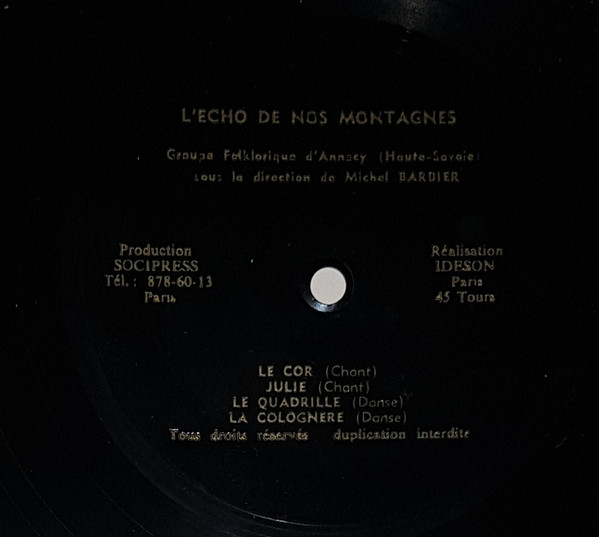 L'ECHO DE NOS MONTAGNES
Groupe Folklorique d'Annecy (Haute-Savoie)
sous la direction de Michel BARBIER
Production
SOCIPRESS
Tél.: 878-60-13
Paris
Réalisation
IDESON
Paris
45 Tours
LE COR (Chant)
JULIE (Chant)
LE QUADRILLE (Danse)
LA COLOGNERE (Danse)
Tous droits réservés duplication interdite